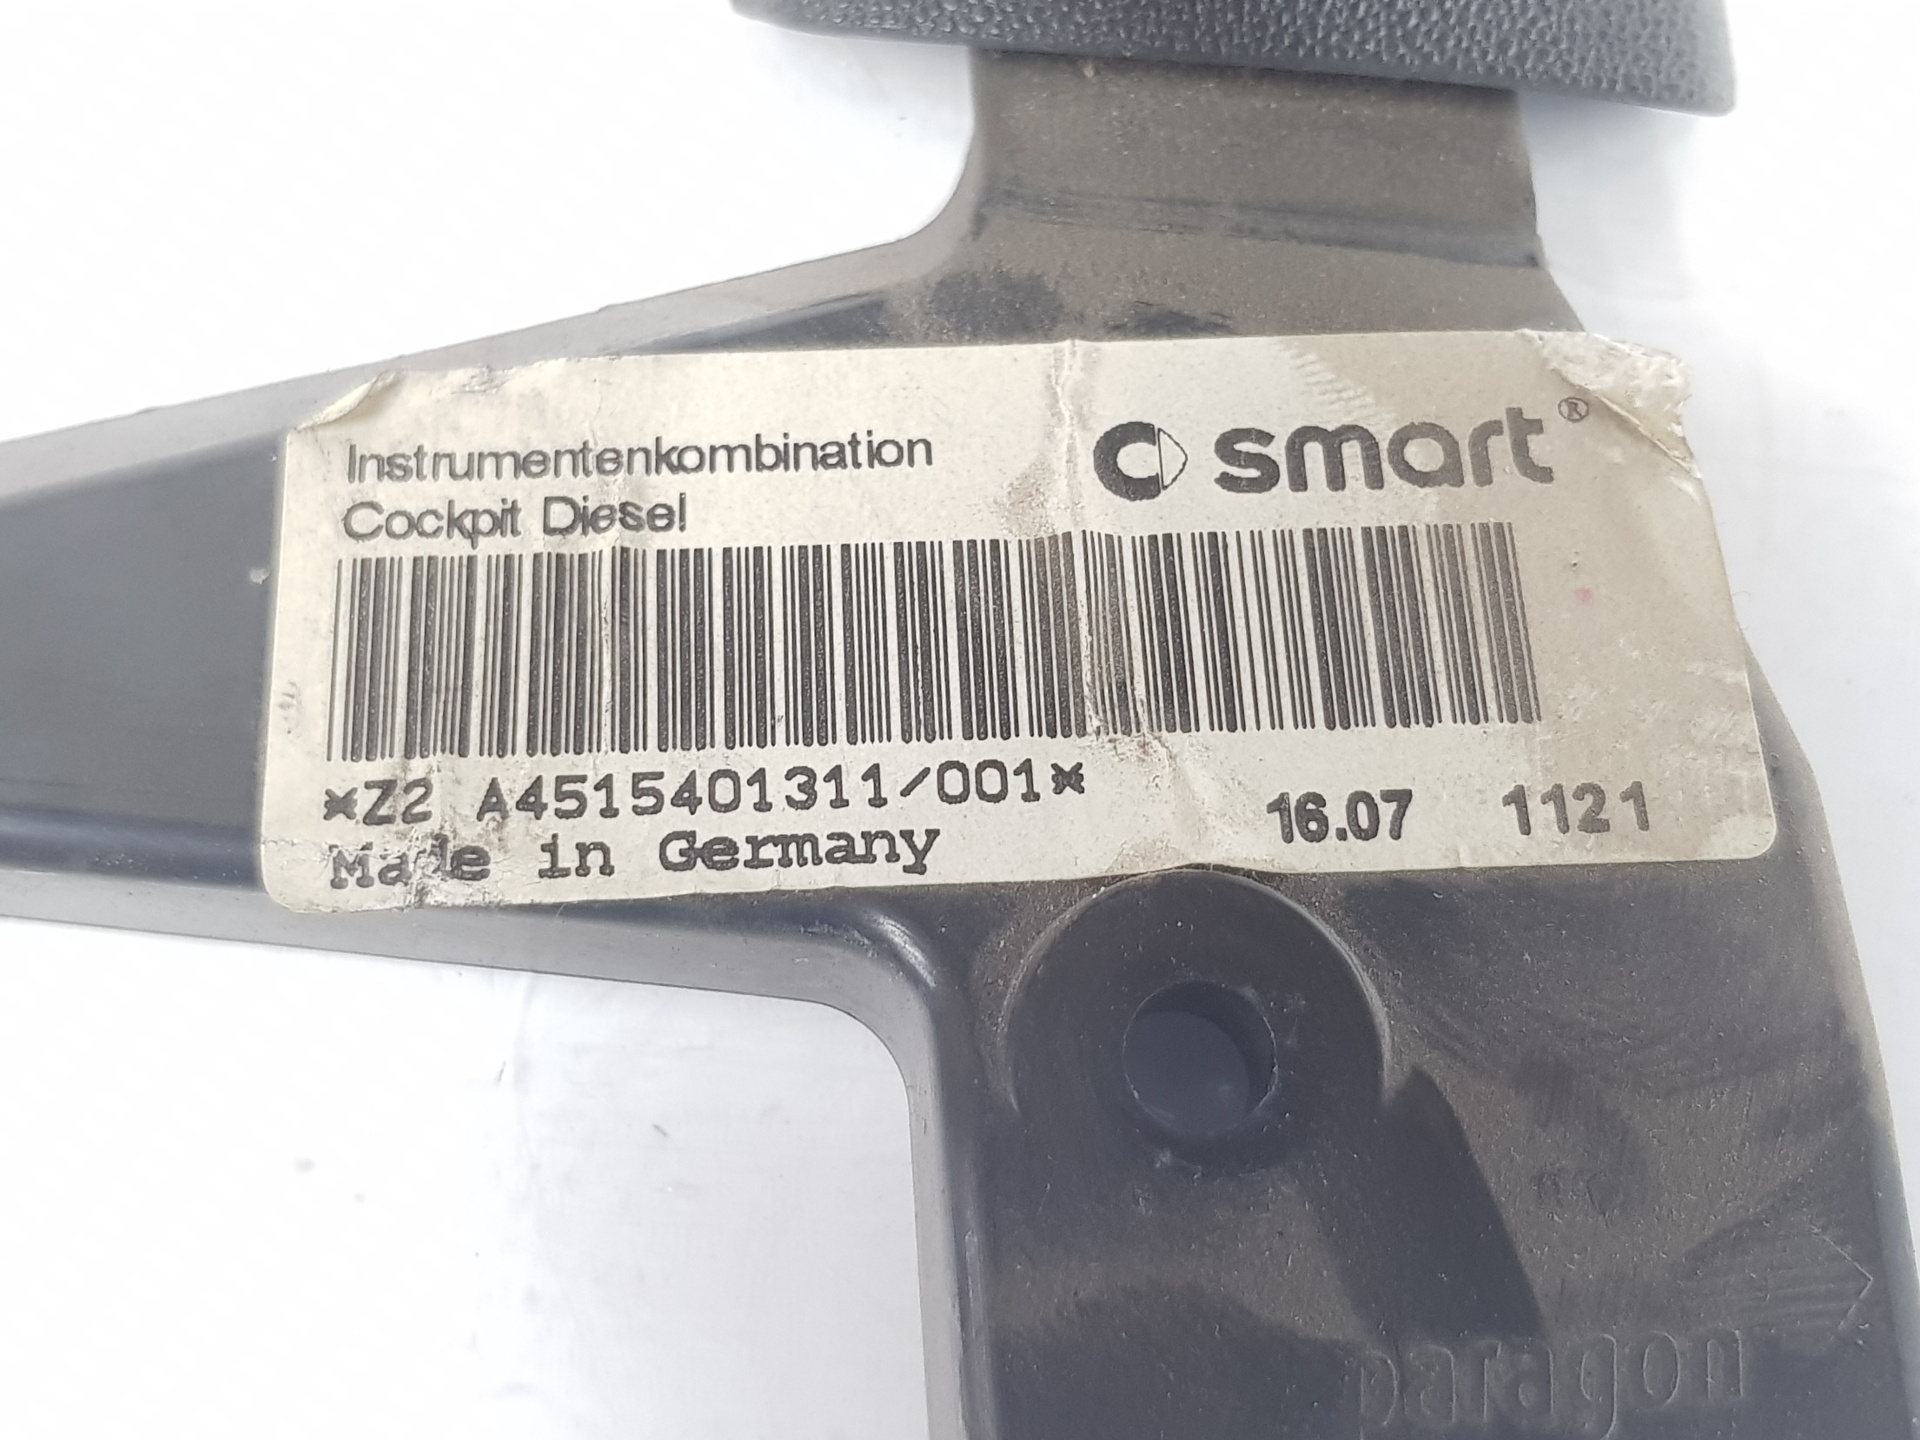 Instrumentenkombination
Cockpit Diesel
smart®
*Z2 A4515401311/001*
Made in Germany
16.07 1121
paragon